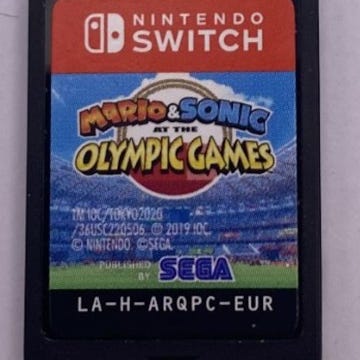 NINTENDO
SWITCH
MARIO & SONIC
AT THE
OLYMPIC GAMES
TM IOC/TOKYO2020
/36USC220506. © 2019 IOC.
© NINTENDO. ©SEGA.
PUBLISHED
BY SEGA
LA-H-ARQPC-EUR